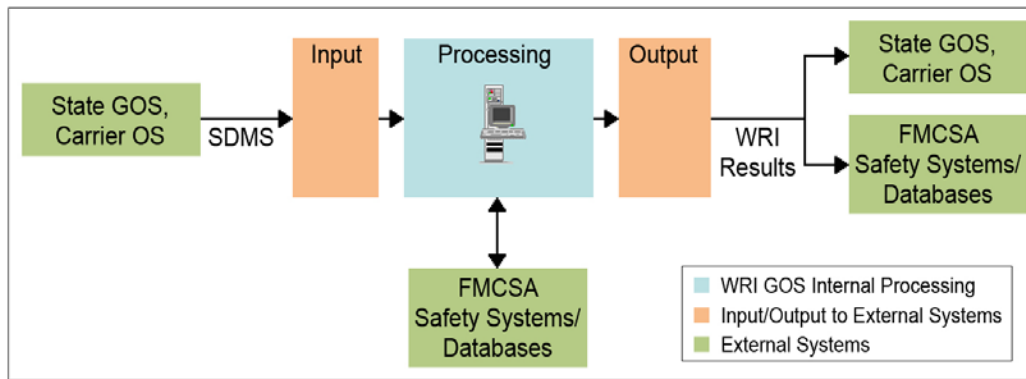 State GOS,
Carrier OS
SDMS
Input
Processing
Output
WRI
Results
State GOS,
Carrier OS
FMCSA
Safety Systems/
Databases
FMCSA
Safety Systems/
Databases
WRI GOS Internal Processing
Input/Output to External Systems
External Systems